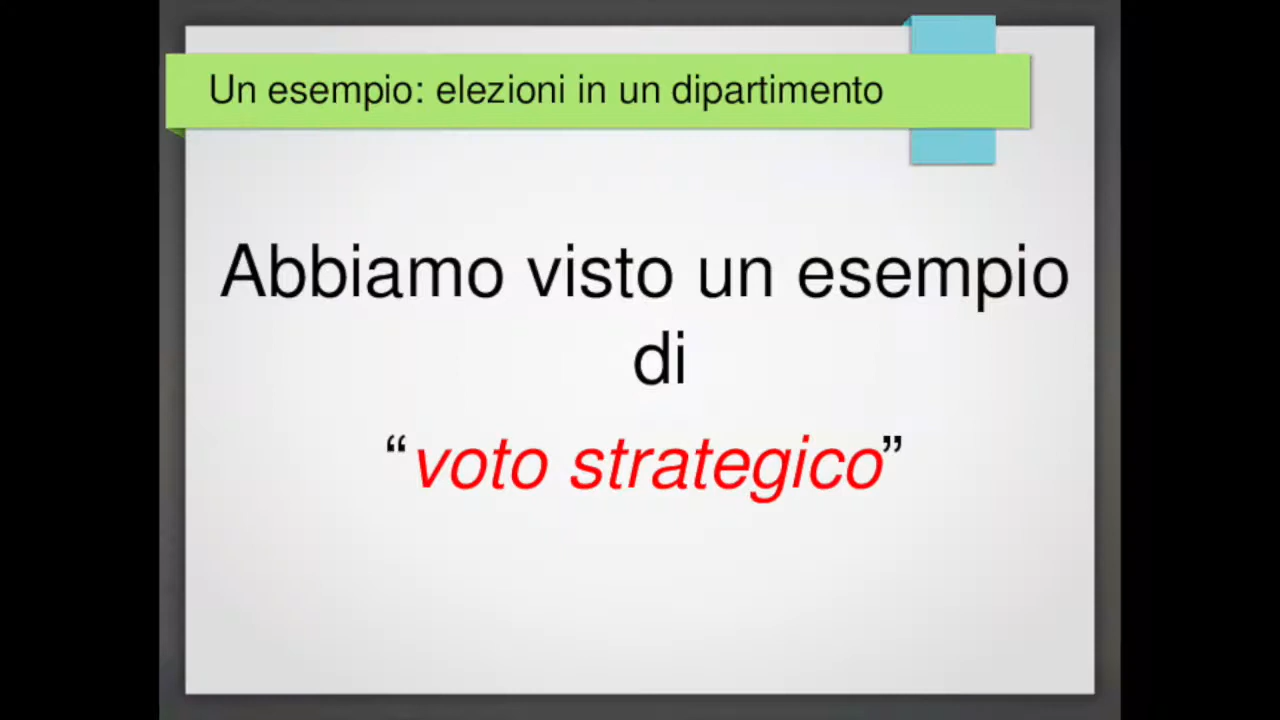 Un esempio: elezioni in un dipartimento
Abbiamo visto un esempio
di
“voto strategico”